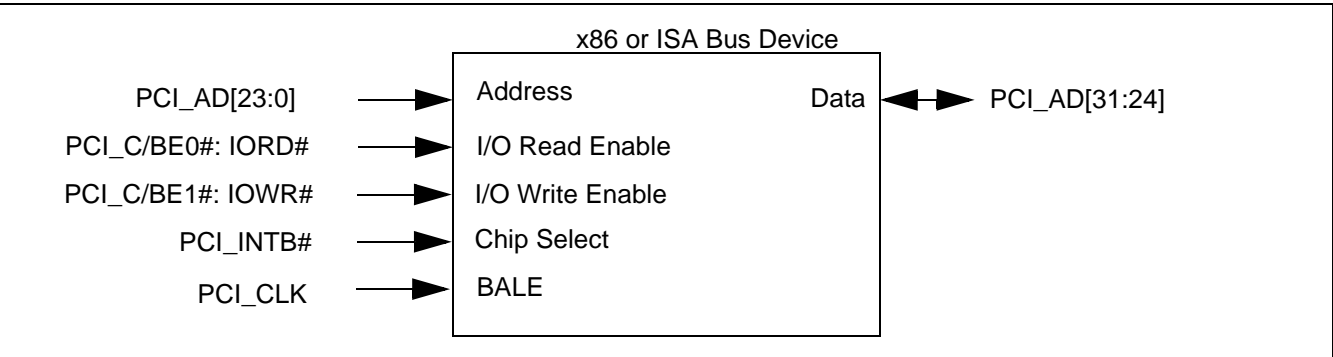 x86 or ISA Bus Device
PCI_AD[23:0] Address Data PCI_AD[31:24]
PCI_C/BE0#: IORD# I/O Read Enable
PCI_C/BE1#: IOWR# I/O Write Enable
PCI_INTB# Chip Select
PCI_CLK BALE